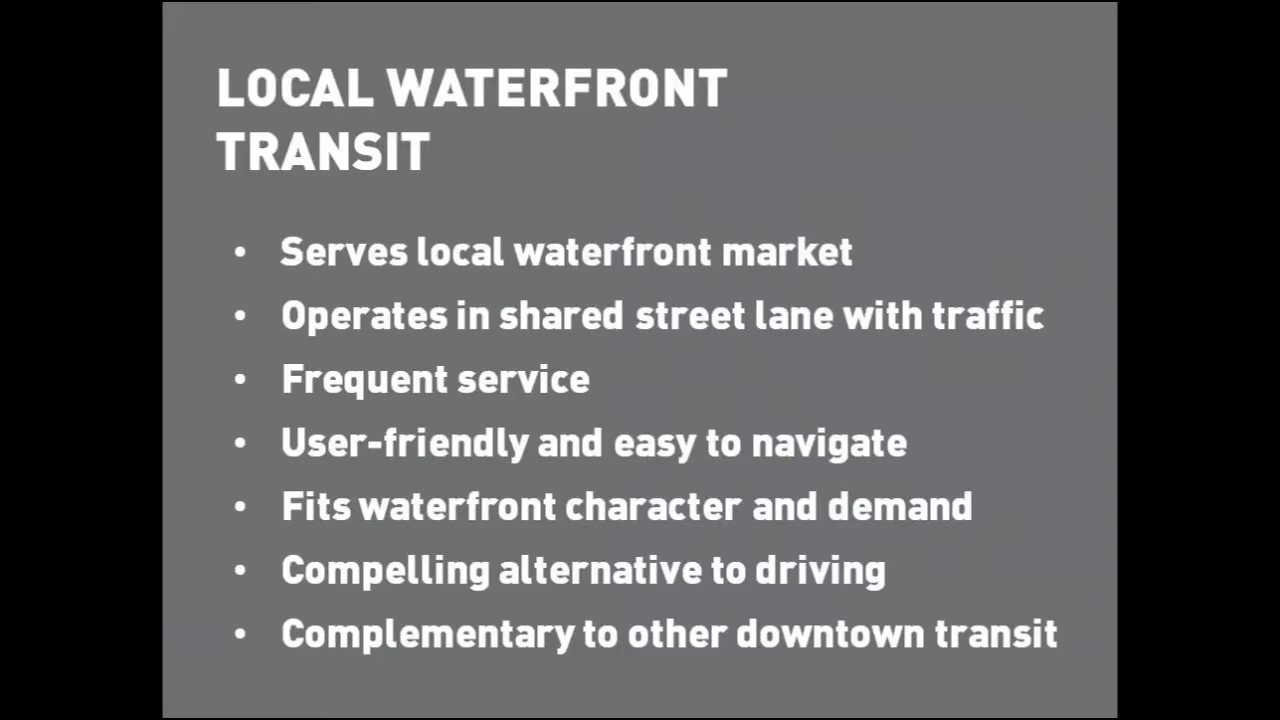 LOCAL WATERFRONT
TRANSIT
• Serves local waterfront market
• Operates in shared street lane with traffic
• Frequent service
• User-friendly and easy to navigate
• Fits waterfront character and demand
• Compelling alternative to driving
• Complementary to other downtown transit